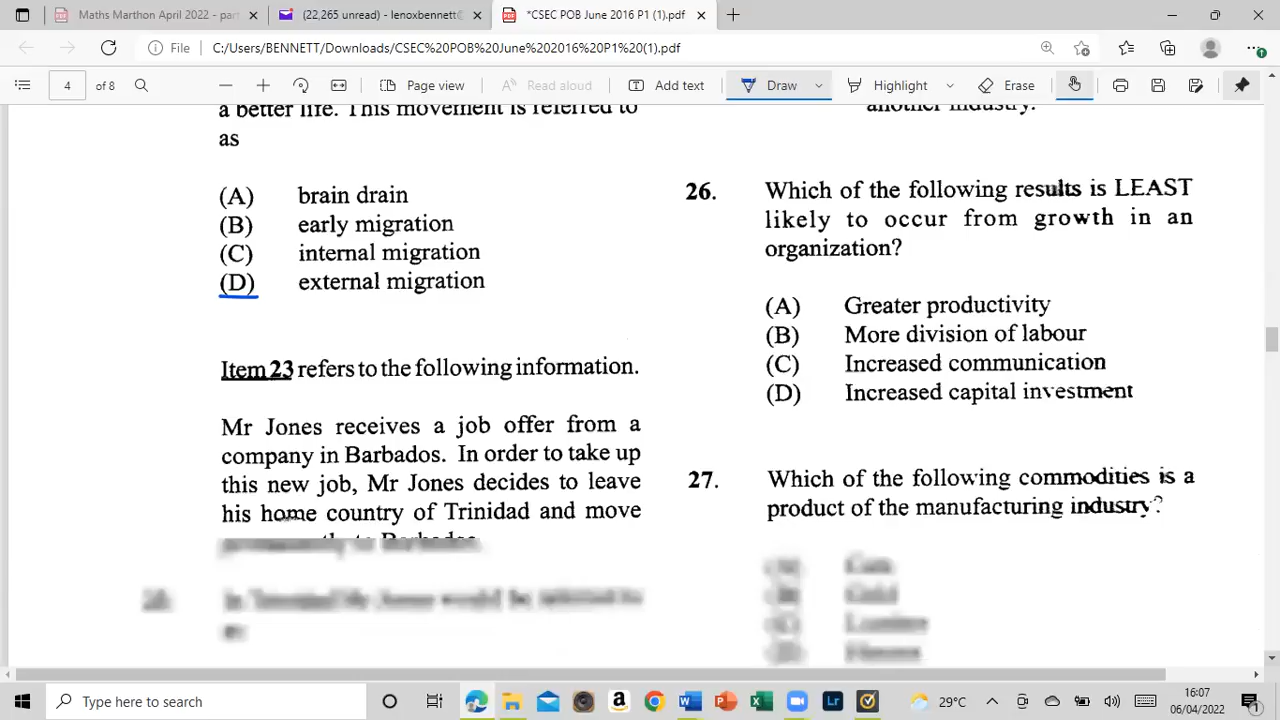 Maths Marthon April 2022 - pa
(22,265 unread) - lenoxbennett@
*CSEC POB June 2016 P1 (1).pdf
File
C:/Users/BENNETT/Downloads/CSEC%20POB%20June%202016%20P1%20(1).pdf
4 of 8
Page view
Read aloud
Add text
Draw
Highlight
Erase
a better life. This movement is referred to
as
(A) brain drain
(B) early migration
(C) internal migration
(D) external migration
Item 23 refers to the following information.
Mr Jones receives a job offer from a
company in Barbados. In order to take up
this new job, Mr Jones decides to leave
his home country of Trinidad and move
to Barbados.
another industry.
26. Which of the following results is LEAST
likely to occur from growth in an
organization?
(A) Greater productivity
(B) More division of labour
(C) Increased communication
(D) Increased capital investment
27. Which of the following commodities is a
product of the manufacturing industry?
Type here to search
29°C
16:07
06/04/2022